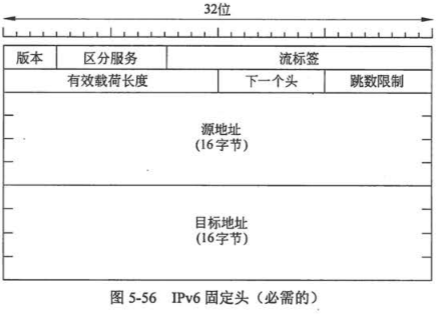 32位
版本 区分服务 流标签
有效载荷长度 下一个头 跳数限制
源地址
(16字节)
目标地址
(16字节)
图 5-56 IPv6 固定头（必需的）